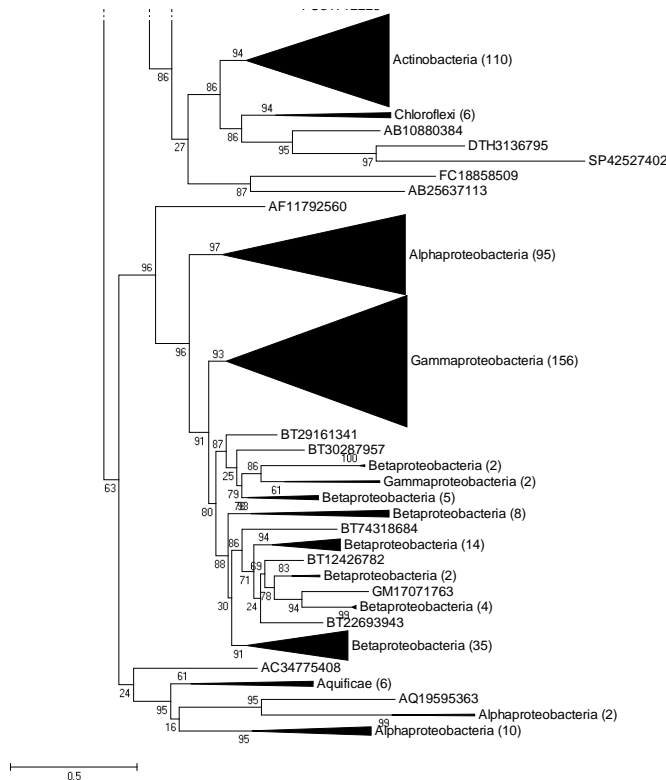 94
Actinobacteria (110)
86
86
94
Chloroflexi (6)
86
AB10880384
27
95
DTH3136795
97
SP42527402
FC18858509
87
AB25637113
AF11792560
97
Alphaproteobacteria (95)
96
96
93
Gammaproteobacteria (156)
91
87
BT29161341
BT30287957
100
86
Betaproteobacteria (2)
25
Gammaproteobacteria (2)
63
79
61
Betaproteobacteria (5)
80
Betaproteobacteria (8)
86
BT74318684
94
Betaproteobacteria (14)
88
BT12426782
69
83
71
Betaproteobacteria (2)
78
GM17071763
30
24
94
Betaproteobacteria (4)
99
BT22693943
91
Betaproteobacteria (35)
AC34775408
24
61
Aquificae (6)
95
95
AQ19595363
99
Alphaproteobacteria (2)
16
95
Alphaproteobacteria (10)
0.5